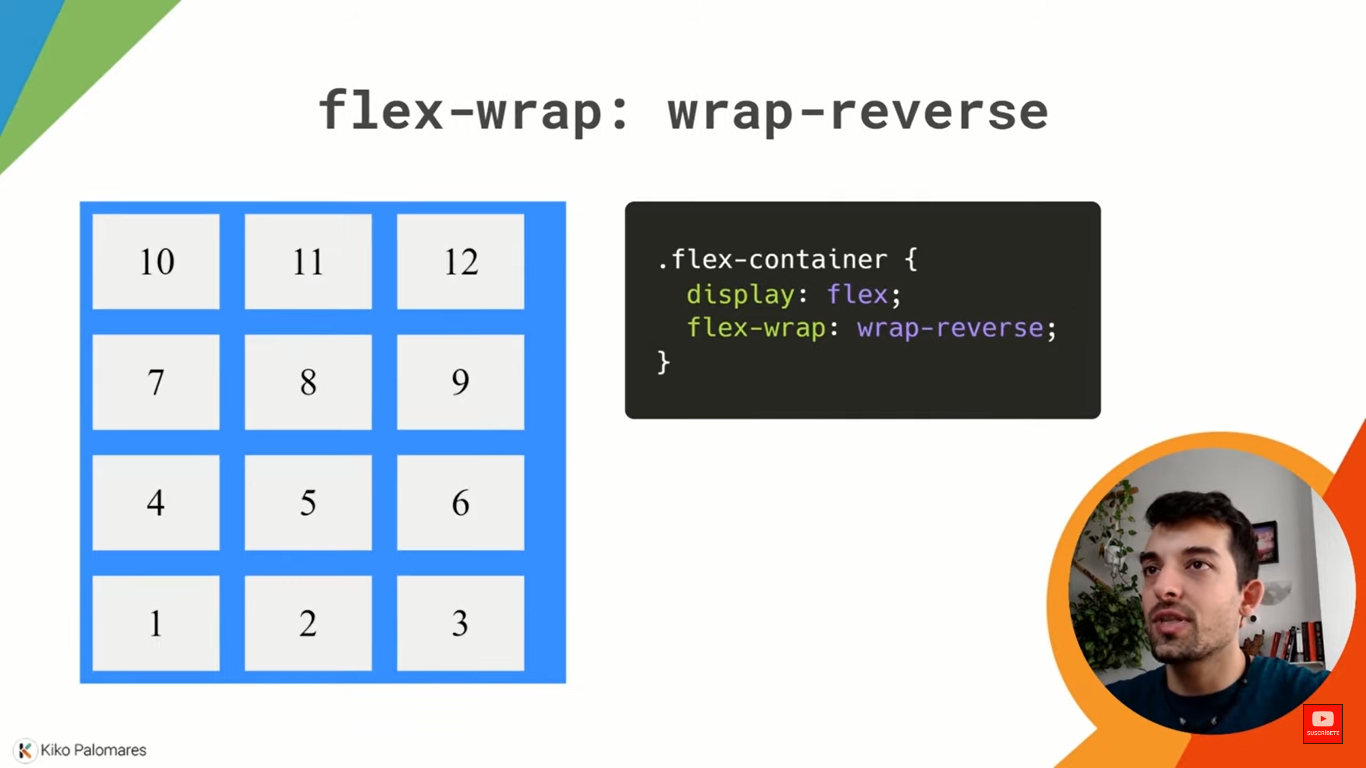 flex-wrap: wrap-reverse
10 11 12
7 8 9
4 5 6
1 2 3
.flex-container {
display: flex;
flex-wrap: wrap-reverse;
}
Kiko Palomares
SUSCRÍBETE